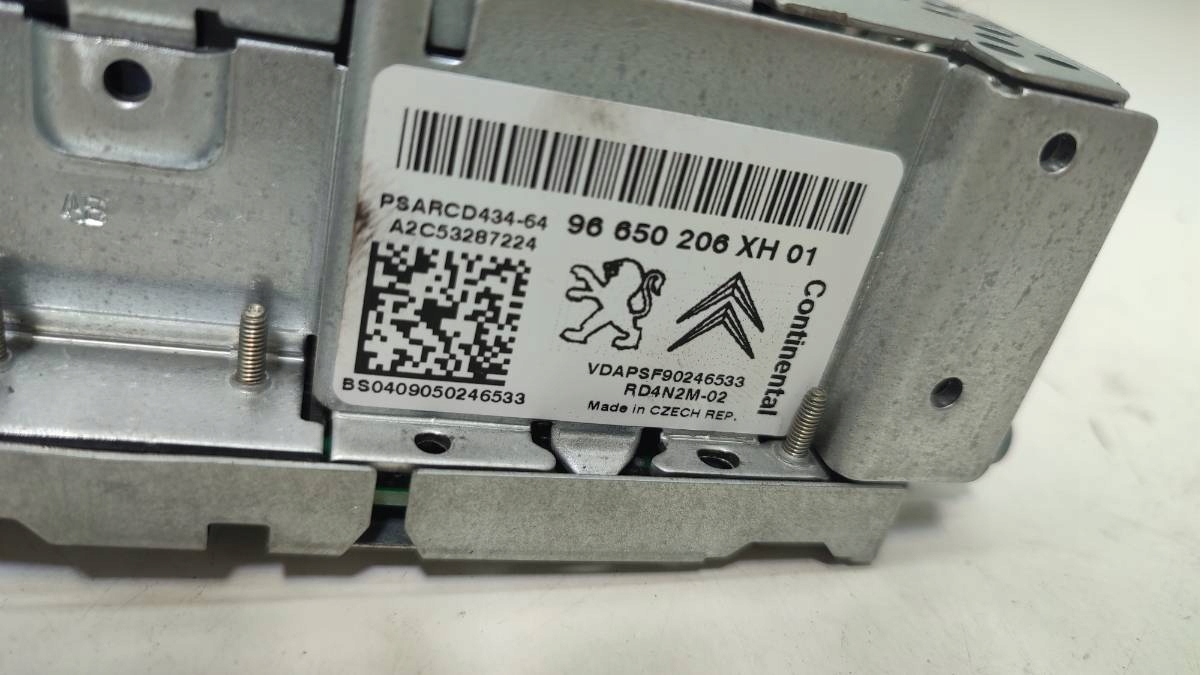 PSARCD434-64
A2C53287224
96 650 206 XH 01
Continental
VDAPSF90246533
RD4N2M-02
Made in CZECH REP.
BS0409050246533